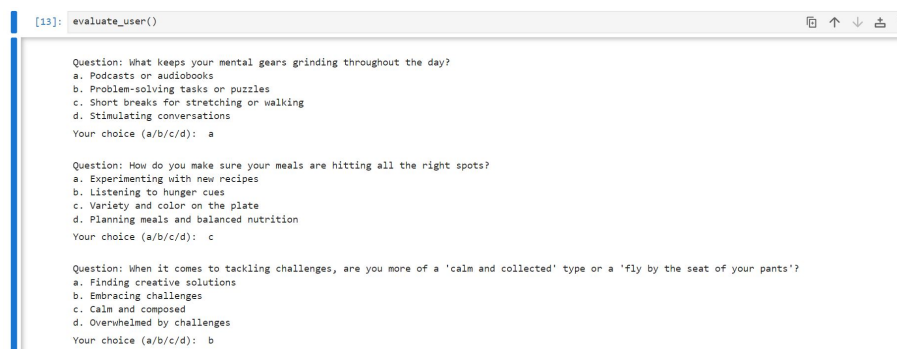 [13]: evaluate_user()
Question: What keeps your mental gears grinding throughout the day?
a. Podcasts or audiobooks
b. Problem-solving tasks or puzzles
c. Short breaks for stretching or walking
d. Stimulating conversations
Your choice (a/b/c/d): a
Question: How do you make sure your meals are hitting all the right spots?
a. Experimenting with new recipes
b. Listening to hunger cues
c. Variety and color on the plate
d. Planning meals and balanced nutrition
Your choice (a/b/c/d): c
Question: When it comes to tackling challenges, are you more of a 'calm and collected' type or a 'fly by the seat of your pants'?
a. Finding creative solutions
b. Embracing challenges
c. Calm and composed
d. Overwhelmed by challenges
Your choice (a/b/c/d): b